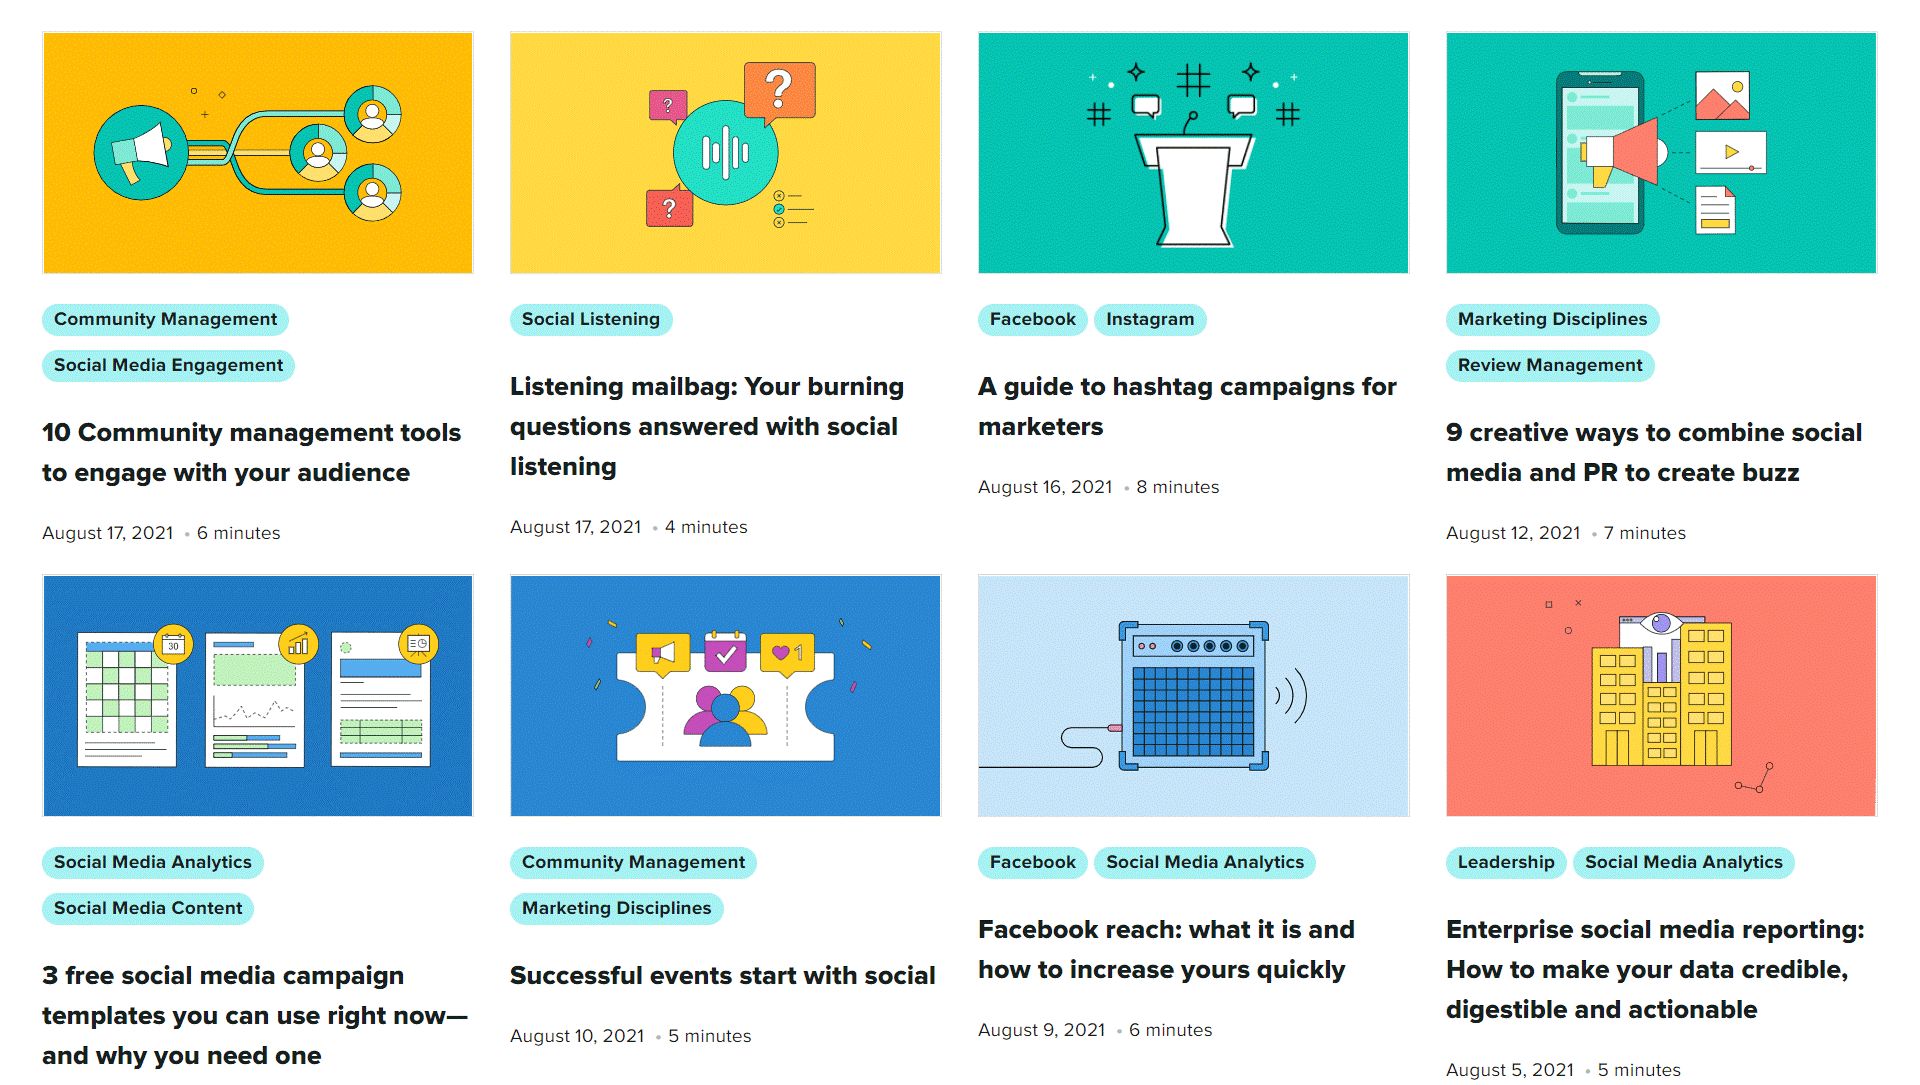 ?
?
?
Community Management
Social Media Engagement
10 Community management tools
to engage with your audience
August 17, 2021 • 6 minutes
Social Listening
Listening mailbag: Your burning
questions answered with social
listening
August 17, 2021 • 4 minutes
Facebook
Instagram
A guide to hashtag campaigns for
marketers
August 16, 2021 • 8 minutes
Marketing Disciplines
Review Management
9 creative ways to combine social
media and PR to create buzz
August 12, 2021 • 7 minutes
30
1
Social Media Analytics
Social Media Content
3 free social media campaign
templates you can use right now—
and why you need one
Community Management
Marketing Disciplines
Successful events start with social
August 10, 2021 • 5 minutes
Facebook
Social Media Analytics
Facebook reach: what it is and
how to increase yours quickly
August 9, 2021 • 6 minutes
Leadership
Social Media Analytics
Enterprise social media reporting:
How to make your data credible,
digestible and actionable
August 5, 2021 • 5 minutes